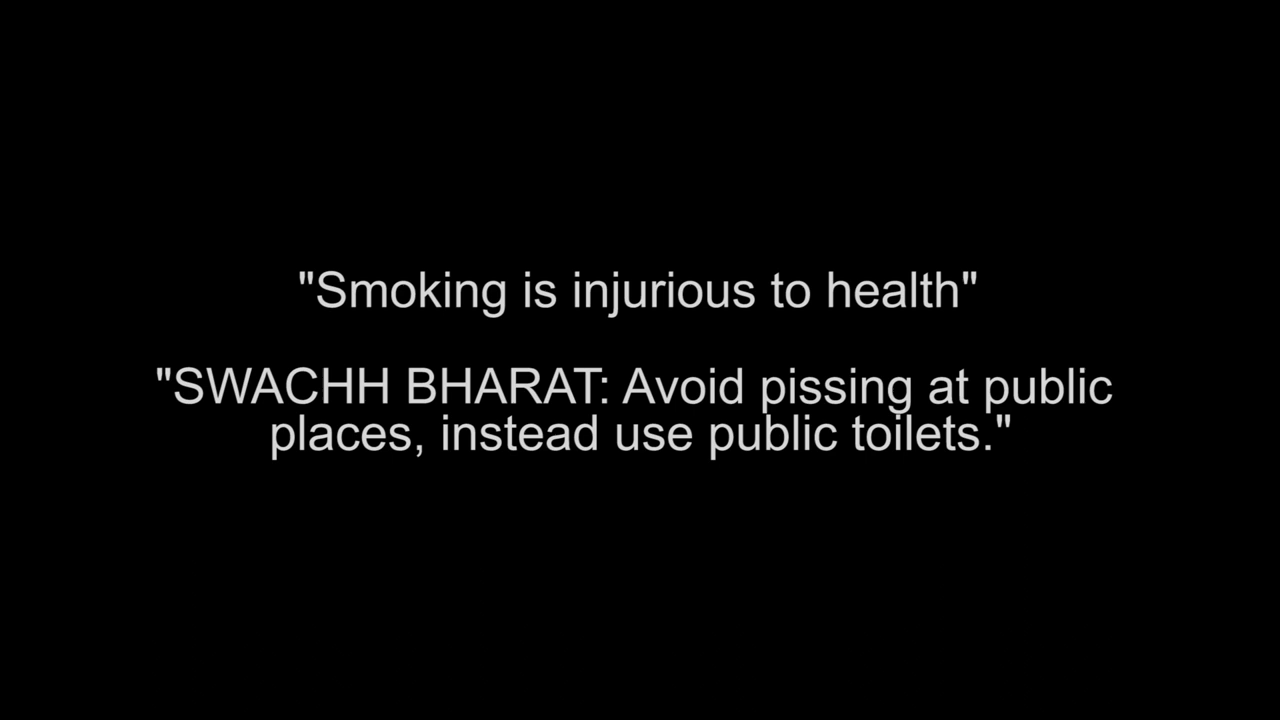 "Smoking is injurious to health"
"SWACHH BHARAT: Avoid pissing at public
places, instead use public toilets."